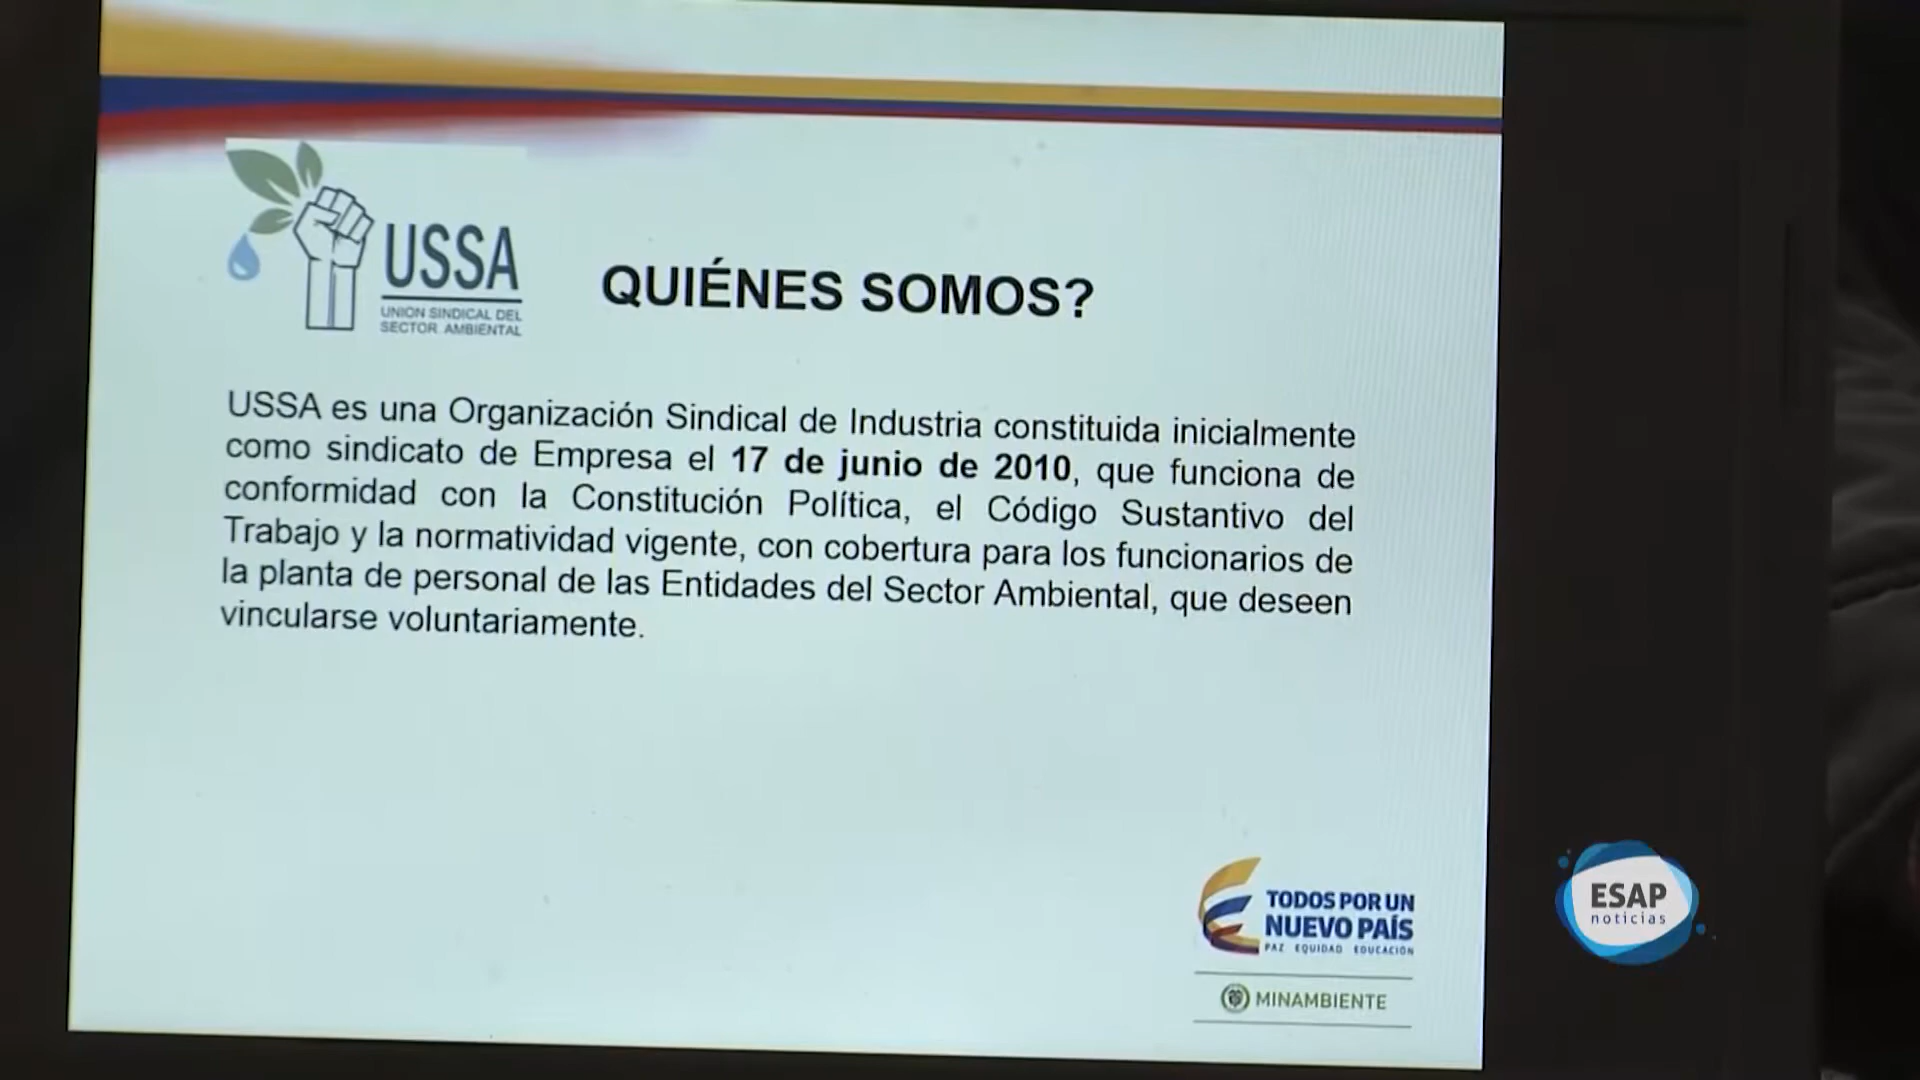 USSA
UNION SINDICAL DEL
SECTOR AMBIENTAL
QUIÉNES SOMOS?
USSA es una Organización Sindical de Industria constituida inicialmente
como sindicato de Empresa el 17 de junio de 2010, que funciona de
conformidad con la Constitución Política, el Código Sustantivo del
Trabajo y la normatividad vigente, con cobertura para los funcionarios de
la planta de personal de las Entidades del Sector Ambiental, que deseen
vincularse voluntariamente.
TODOS POR UN
NUEVO PAÍS
PAZ EQUIDAD EDUCACIÓN
MINAMBIENTE
ESAP
noticias